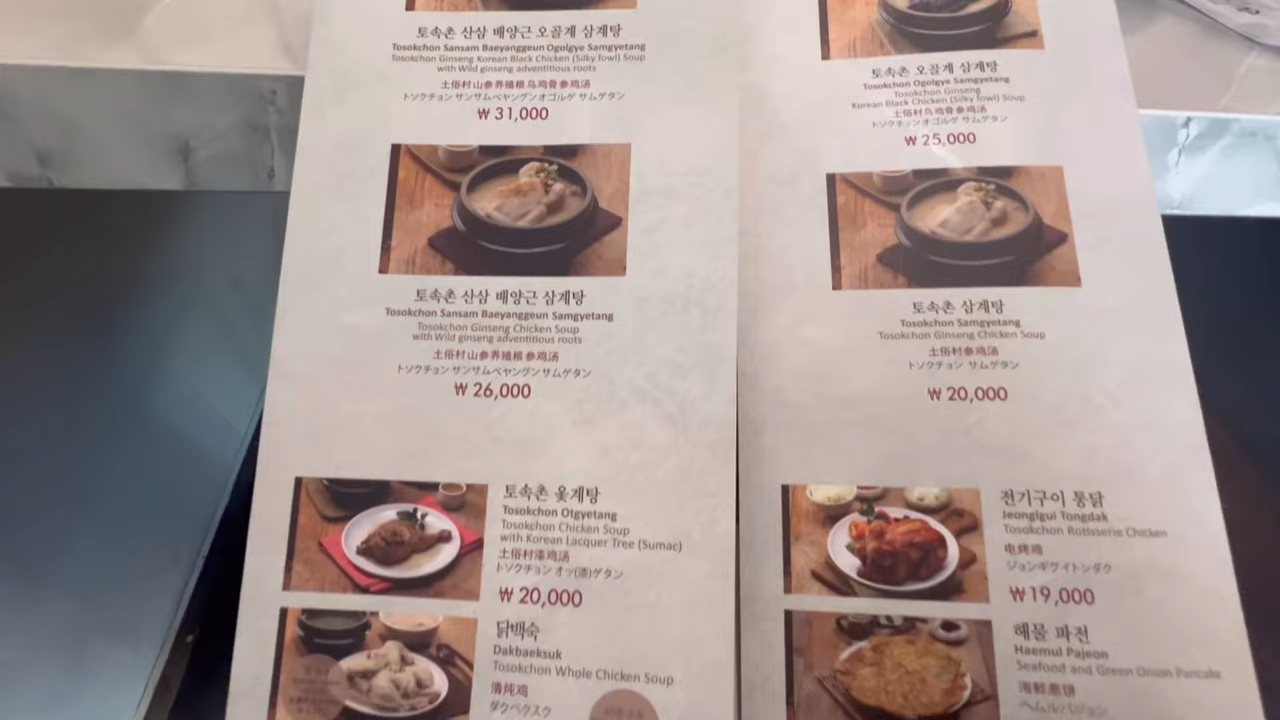 토속촌 산삼 배양근 오골계 삼계탕
Tosokchon Sansam Baeyanggeun Ogolgye Samgyetang
Tosokchon Ginseng Korean Black Chicken (Silky fowl) Soup
with Wild ginseng adventitious roots
土俗村山参养殖根乌鸡骨参鸡汤
トソクチョン サンサムベヤングンオゴルゲ サムゲタン
₩ 31,000
토속촌 산삼 배양근 삼계탕
Tosokchon Sansam Baeyanggeun Samgyetang
Tosokchon Ginseng Chicken Soup
with Wild ginseng adventitious roots
土俗村山参养殖根 参鸡汤
トソクチョン サンサムベヤングン サムゲタン
₩ 26,000
토속촌 옻계탕
Tosokchon Otgyetang
Tosokchon Chicken Soup
with Korean Lacquer Tree (Sumac)
土俗村漆鸡汤
トソクチョン オッ(漆)ゲタン
₩ 20,000
닭백숙
Dakbaeksuk
Tosokchon Whole Chicken Soup
清炖鸡
ダクペクスク
토속촌 오골계 삼계탕
Tosokchon Ogolgye Samgyetang
Tosokchon Ginseng
Korean Black Chicken (Silky fowl) Soup
土俗村乌鸡骨参鸡汤
トソクチョン オゴルゲ サムゲタン
₩ 25,000
토속촌 삼계탕
Tosokchon Samgyetang
Tosokchon Ginseng Chicken Soup
土俗村参鸡汤
トソクチョン サムゲタン
₩ 20,000
전기구이 통닭
Jeongigui Tongdak
Tosokchon Rotisserie Chicken
电烤鸡
ジョンギグイトンダク
₩ 19,000
해물 파전
Haemul Pajeon
Seafood and Green Onion Pancake
海鲜葱饼
ヘムルパジョン